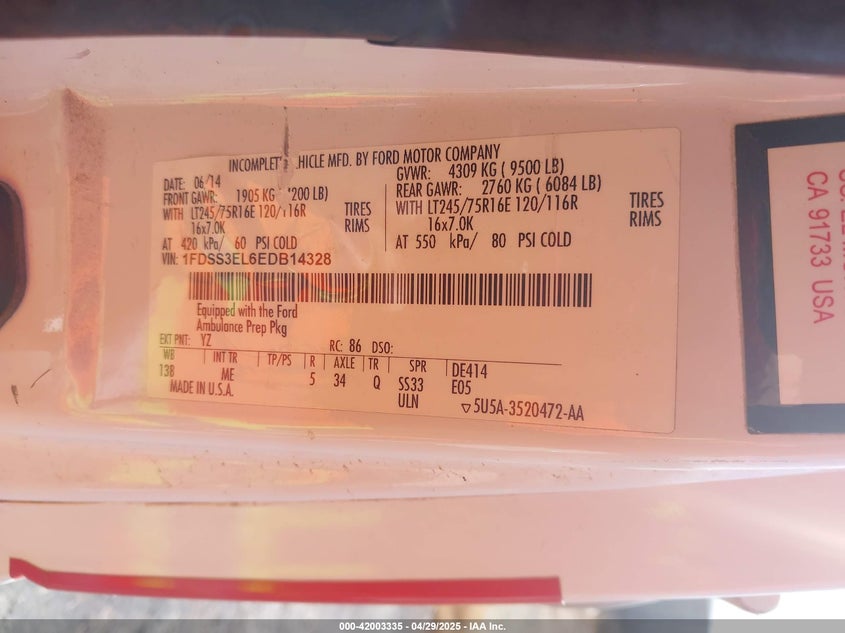 INCOMPLETE VEHICLE MFD. BY FORD MOTOR COMPANY
DATE: 06/14
GVWR: 4309 KG ( 9500 LB)
FRONT GAWR: 1905 KG 200 LB)
REAR GAWR: 2760 KG ( 6084 LB)
WITH LT245/75R16E 120/116R TIRES
WITH LT245/75R16E 120/116R TIRES
16x7.0K RIMS
16x7.0K RIMS
AT 420 kPa/ 60 PSI COLD
AT 550 kPa/ 80 PSI COLD
VIN: 1FDSS3EL6EDB14328
Equipped with the Ford
Ambulance Prep Pkg
EXT PNT: YZ RC: 86 DSO:
WB INT TR TP/PS R AXLE TR SPR DE414
138 ME 5 34 Q SS33 E05
MADE IN U.S.A. ULN ▽5U5A-3520472-AA
CA 91733 USA
000-42003335 - 04/29/2025 - IAA Inc.